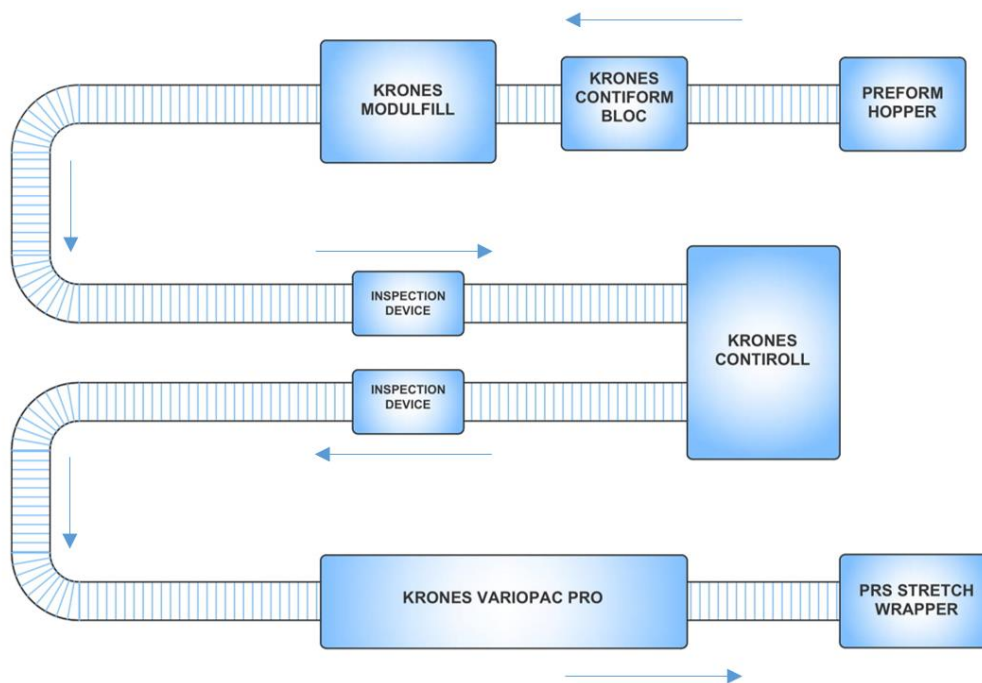 KRONES
MODULFILL
KRONES
CONTIFORM
BLOC
PREFORM
HOPPER
INSPECTION
DEVICE
KRONES
CONTIROLL
INSPECTION
DEVICE
KRONES VARIOPAC PRO
PRS STRETCH
WRAPPER